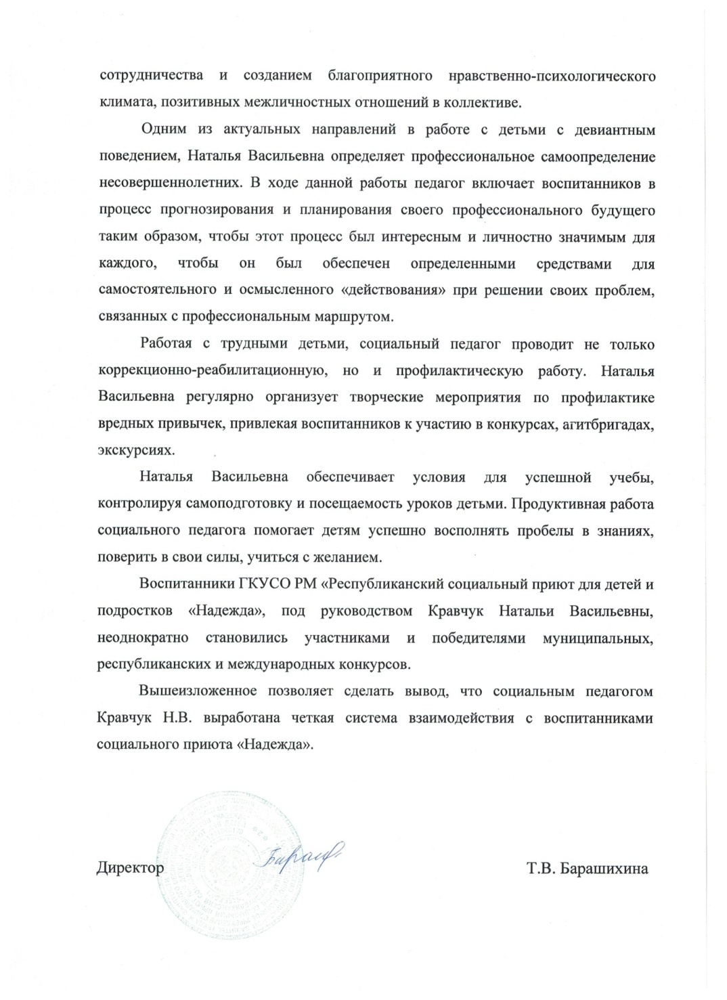 сотрудничества и созданием благоприятного нравственно-психологического
климата, позитивных межличностных отношений в коллективе.
Одним из актуальных направлений в работе с детьми с девиантным
поведением, Наталья Васильевна определяет профессиональное самоопределение
несовершеннолетних. В ходе данной работы педагог включает воспитанников в
процесс прогнозирования и планирования своего профессионального будущего
таким образом, чтобы этот процесс был интересным и личностно значимым для
каждого, чтобы он был обеспечен определенными средствами для
самостоятельного и осмысленного «действования» при решении своих проблем,
связанных с профессиональным маршрутом.
Работая с трудными детьми, социальный педагог проводит не только
коррекционно-реабилитационную, но и профилактическую работу. Наталья
Васильевна регулярно организует творческие мероприятия по профилактике
вредных привычек, привлекая воспитанников к участию в конкурсах, агитбригадах,
экскурсиях.
Наталья Васильевна обеспечивает условия для успешной учебы,
контролируя самоподготовку и посещаемость уроков детьми. Продуктивная работа
социального педагога помогает детям успешно восполнять пробелы в знаниях,
поверить в свои силы, учиться с желанием.
Воспитанники ГКУСО РМ «Республиканский социальный приют для детей и
подростков «Надежда», под руководством Кравчук Натальи Васильевны,
неоднократно становились участниками и победителями муниципальных,
республиканских и международных конкурсов.
Вышеизложенное позволяет сделать вывод, что социальным педагогом
Кравчук Н.В. выработана четкая система взаимодействия с воспитанниками
социального приюта «Надежда».
Директор Т.В. Барашихина